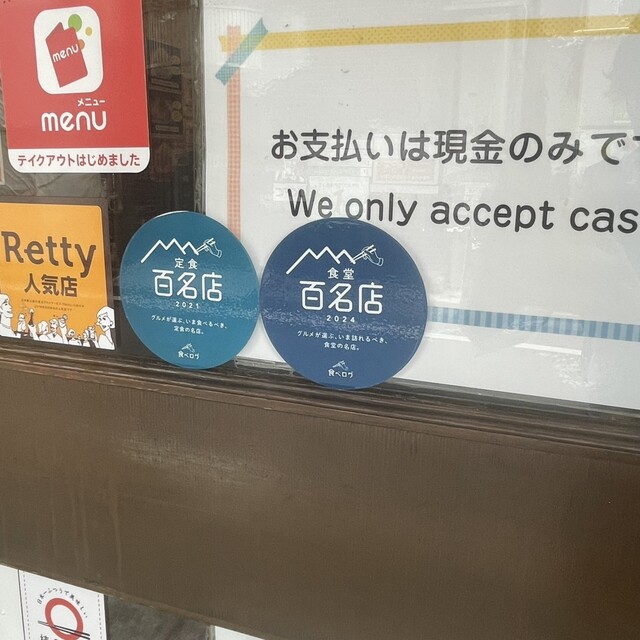 menu
メニュー
menu
テイクアウトはじめました
お支払いは現金のみで
We only accept cas
Retty
人気店
定食
百名店
2021
グルメが選ぶ、いま食べるべき、
定食の名店。
食べログ
食堂
百名店
2024
グルメが選ぶ、いま訪れるべき、
食堂の名店。
食べログ